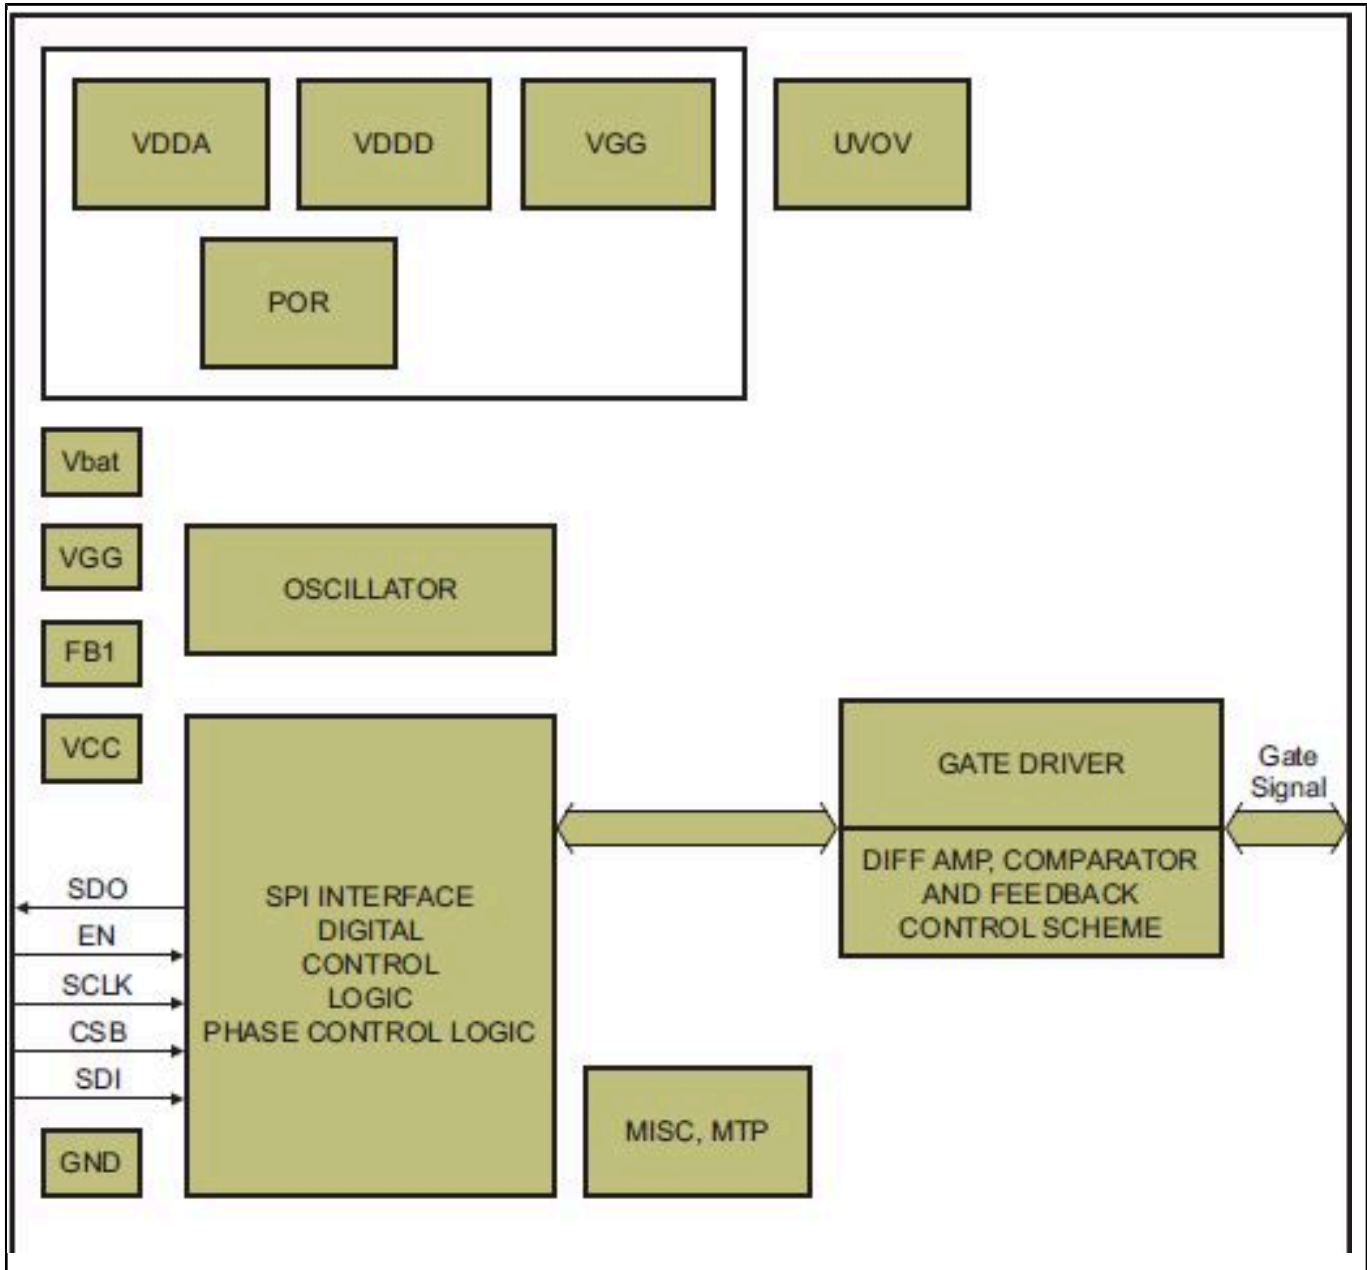 VDDA
VDDD
VGG
UVOV
POR
Vbat
VGG
OSCILLATOR
FB1
VCC
GATE DRIVER
Gate
Signal
DIFF AMP, COMPARATOR
AND FEEDBACK
CONTROL SCHEME
SDO
EN
SCLK
CSB
SDI
SPI INTERFACE
DIGITAL
CONTROL
LOGIC
PHASE CONTROL LOGIC
MISC, MTP
GND